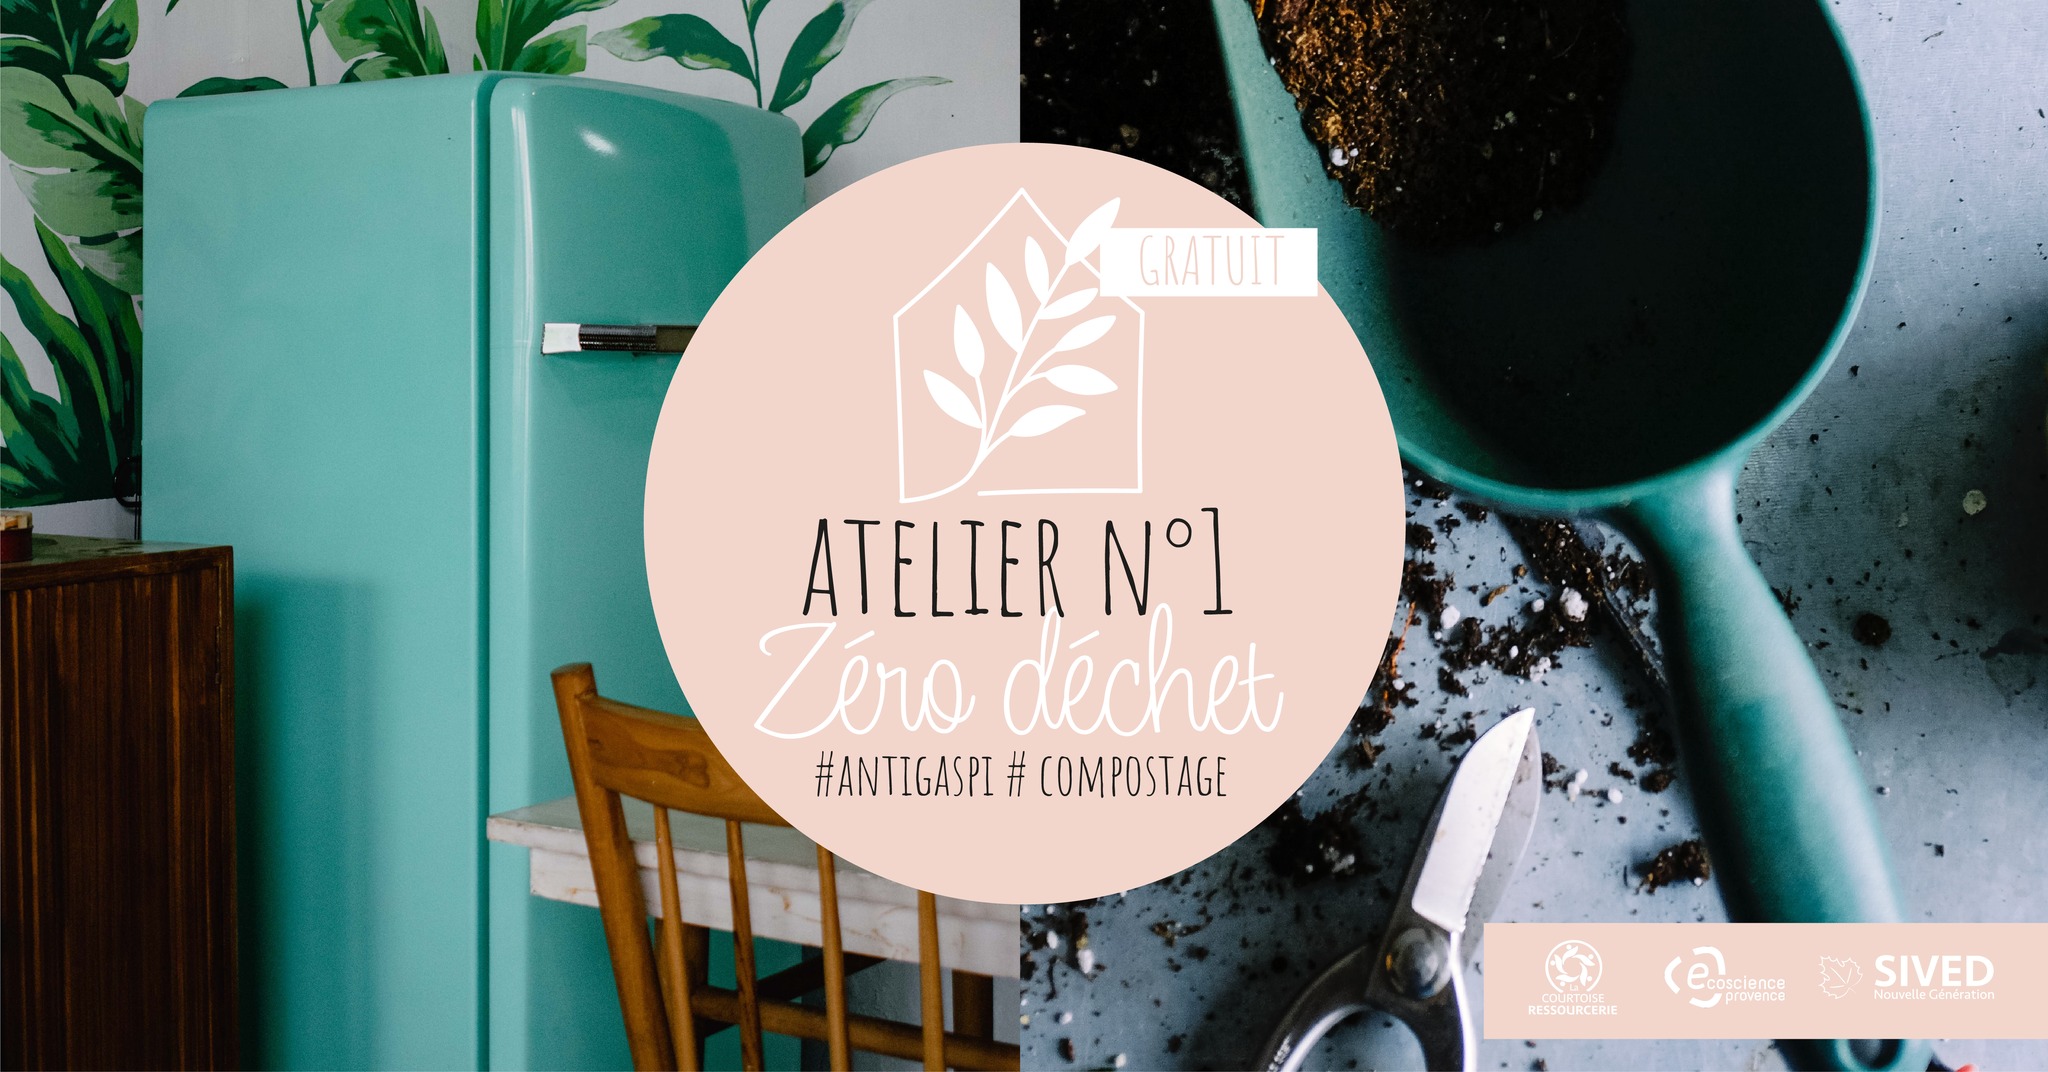 GRATUIT
ATELIER N°1
Zéro déchet
#ANTIGASPI # COMPOSTAGE
LA
COURTOISE
RESSOURCERIE
ecoscience
provence
SIVED
Nouvelle Génération